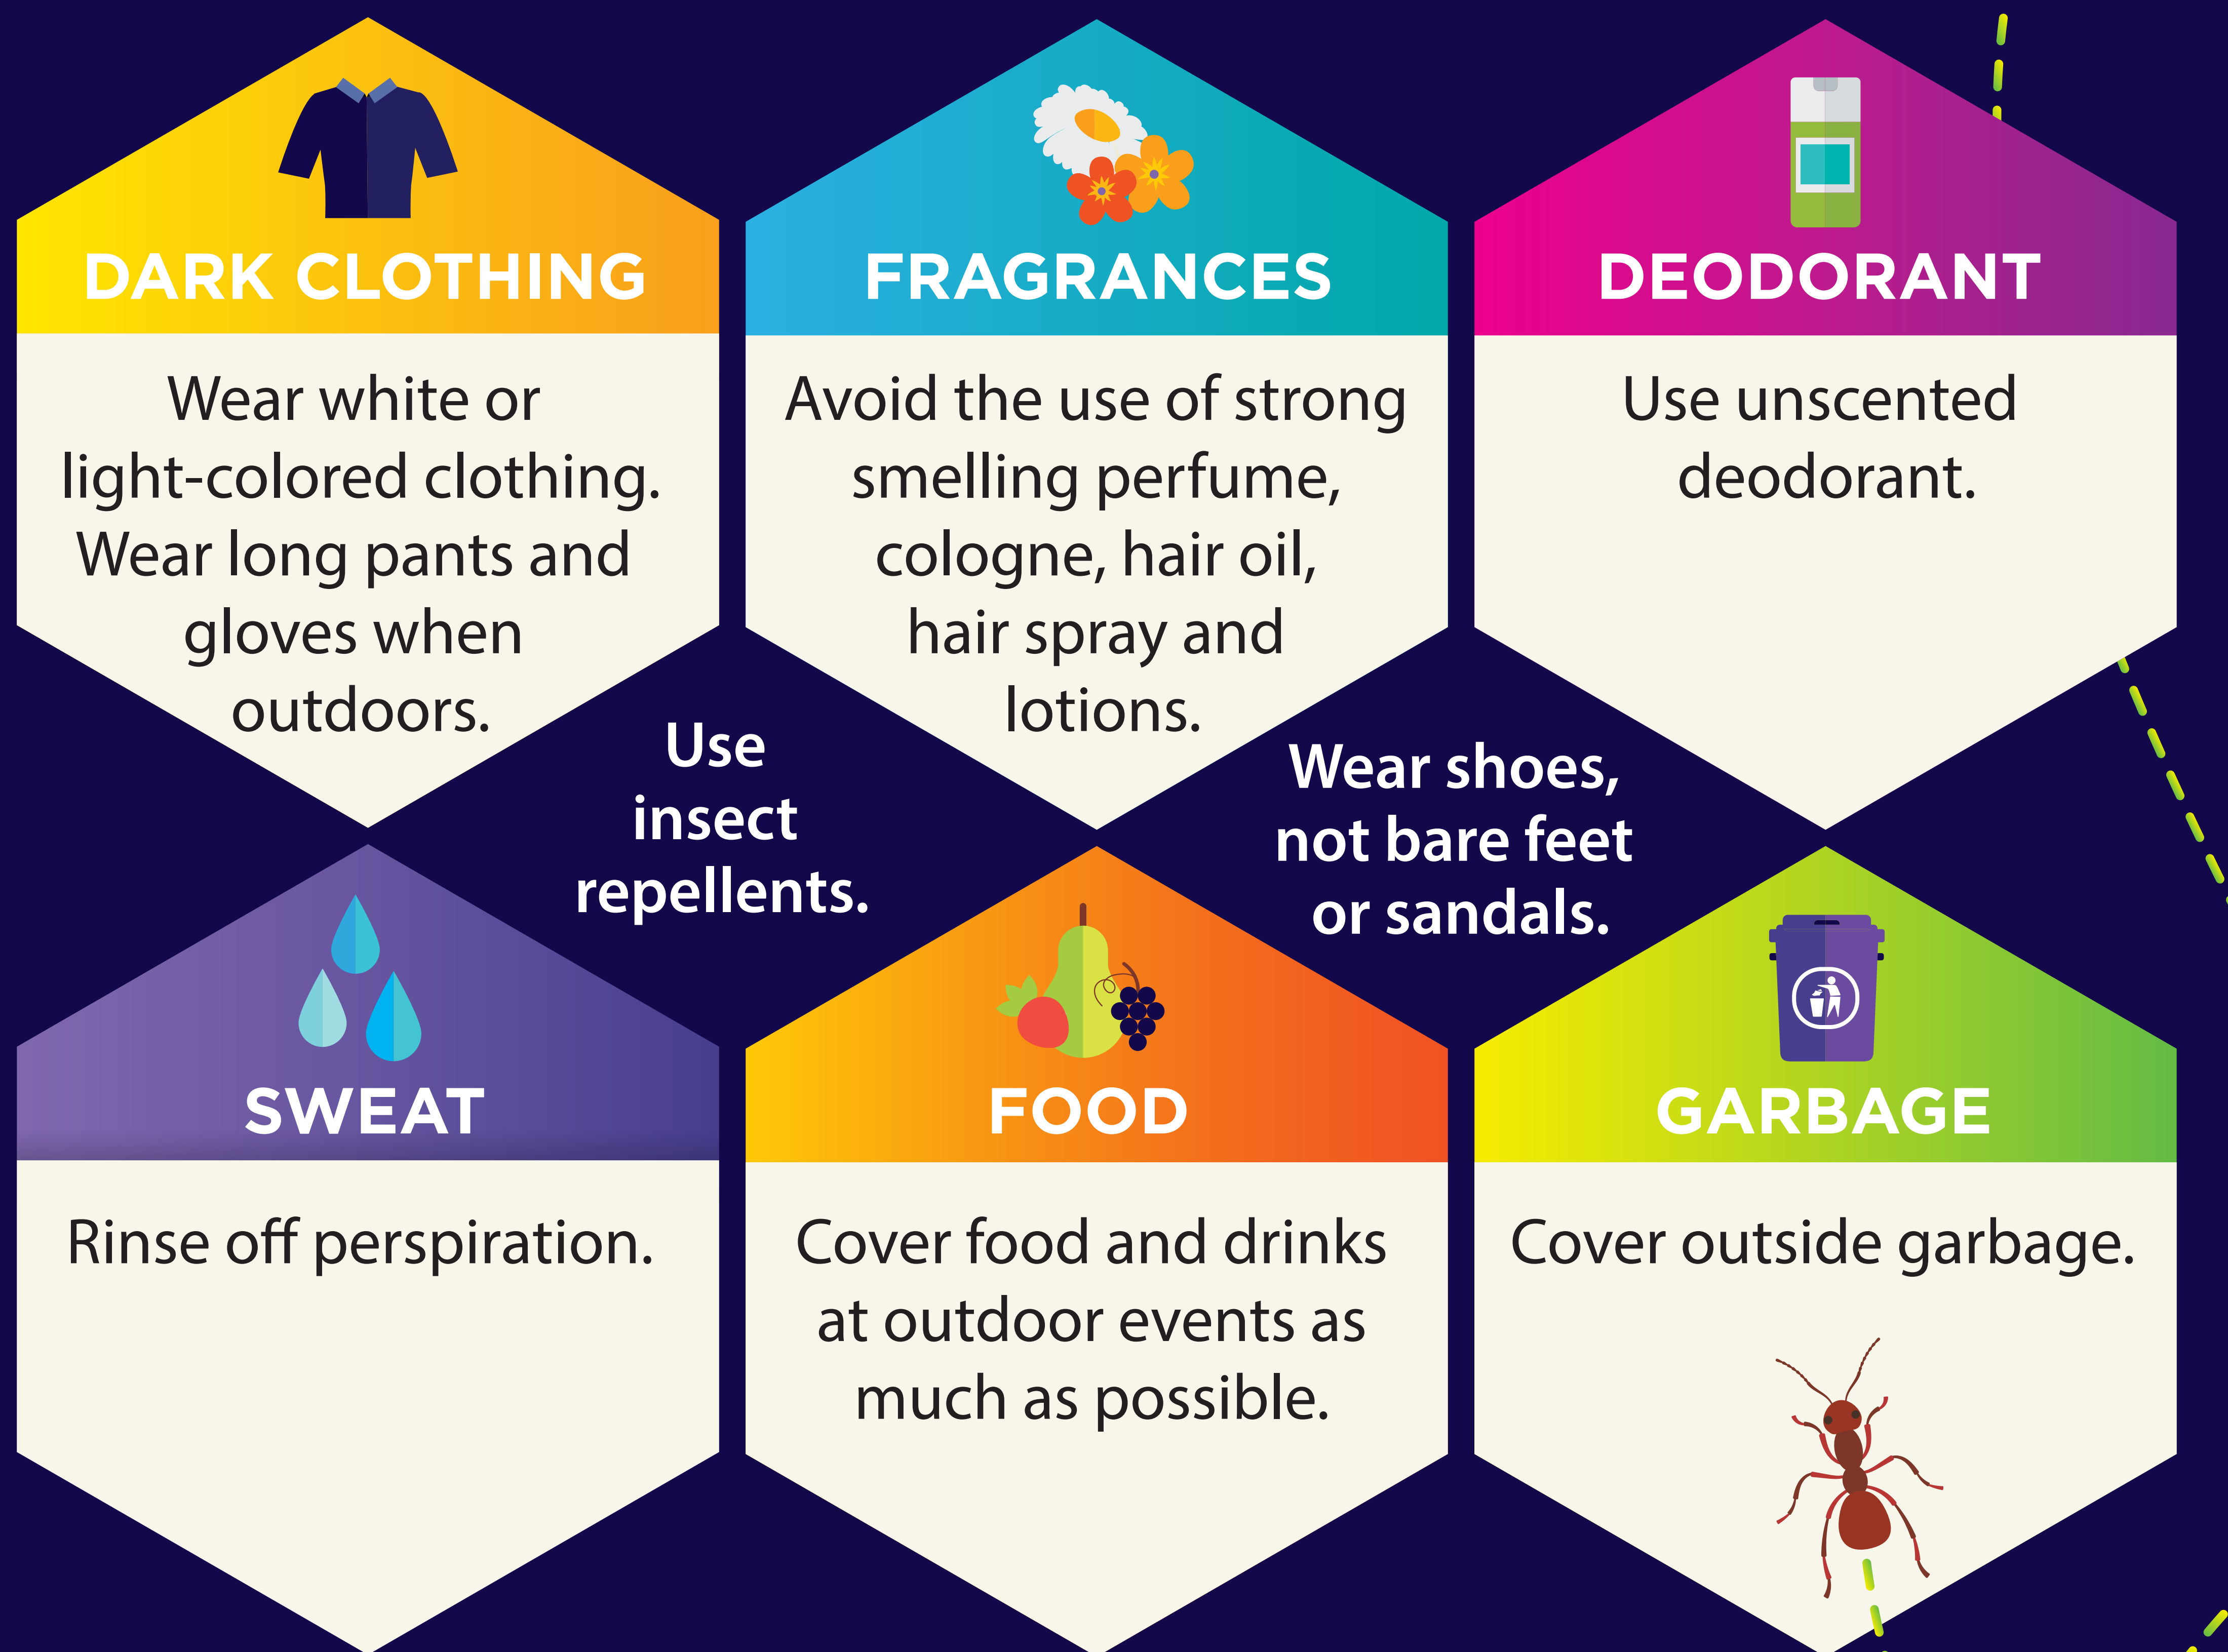 DARK CLOTHING
Wear white or
light-colored clothing.
Wear long pants and
gloves when
outdoors.
FRAGRANCES
Avoid the use of strong
smelling perfume,
cologne, hair oil,
hair spray and
lotions.
DEODORANT
Use unscented
deodorant.
Use
insect
repellents.
Wear shoes,
not bare feet
or sandals.
SWEAT
Rinse off perspiration.
FOOD
Cover food and drinks
at outdoor events as
much as possible.
GARBAGE
Cover outside garbage.